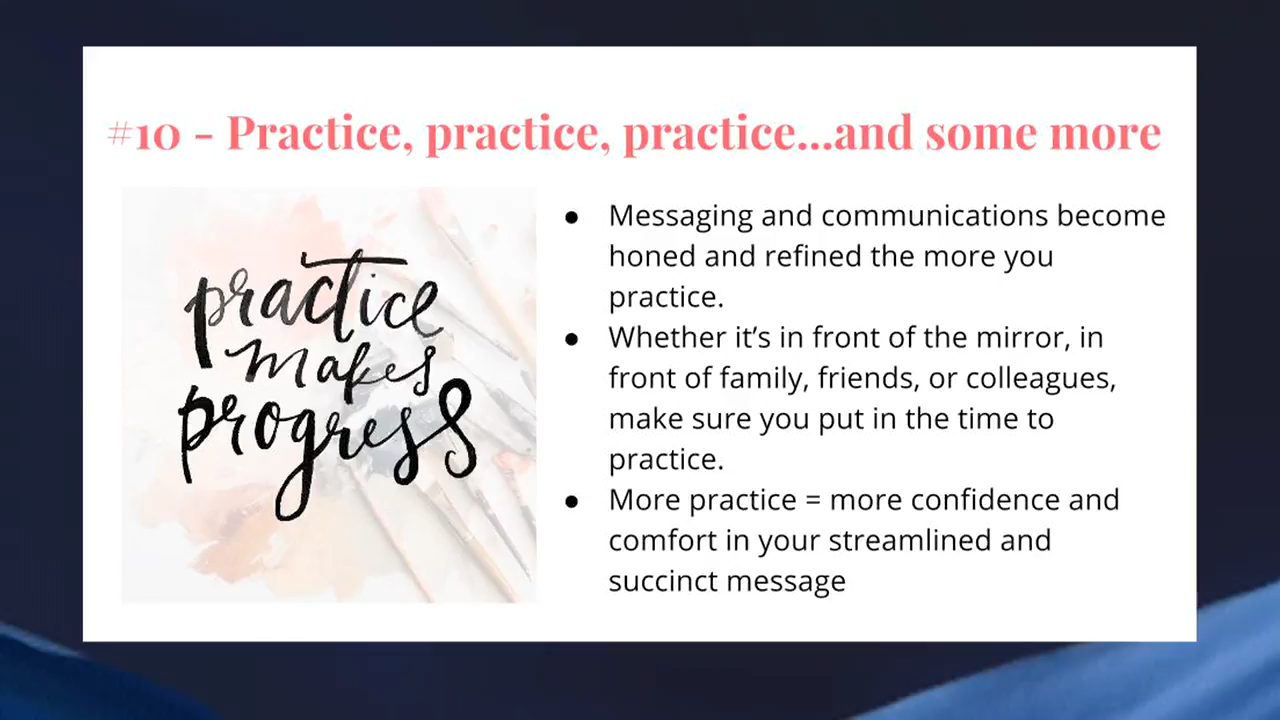 #10 - Practice, practice, practice...and some more
practice
makes
progress
● Messaging and communications become
honed and refined the more you
practice.
● Whether it’s in front of the mirror, in
front of family, friends, or colleagues,
make sure you put in the time to
practice.
● More practice = more confidence and
comfort in your streamlined and
succinct message